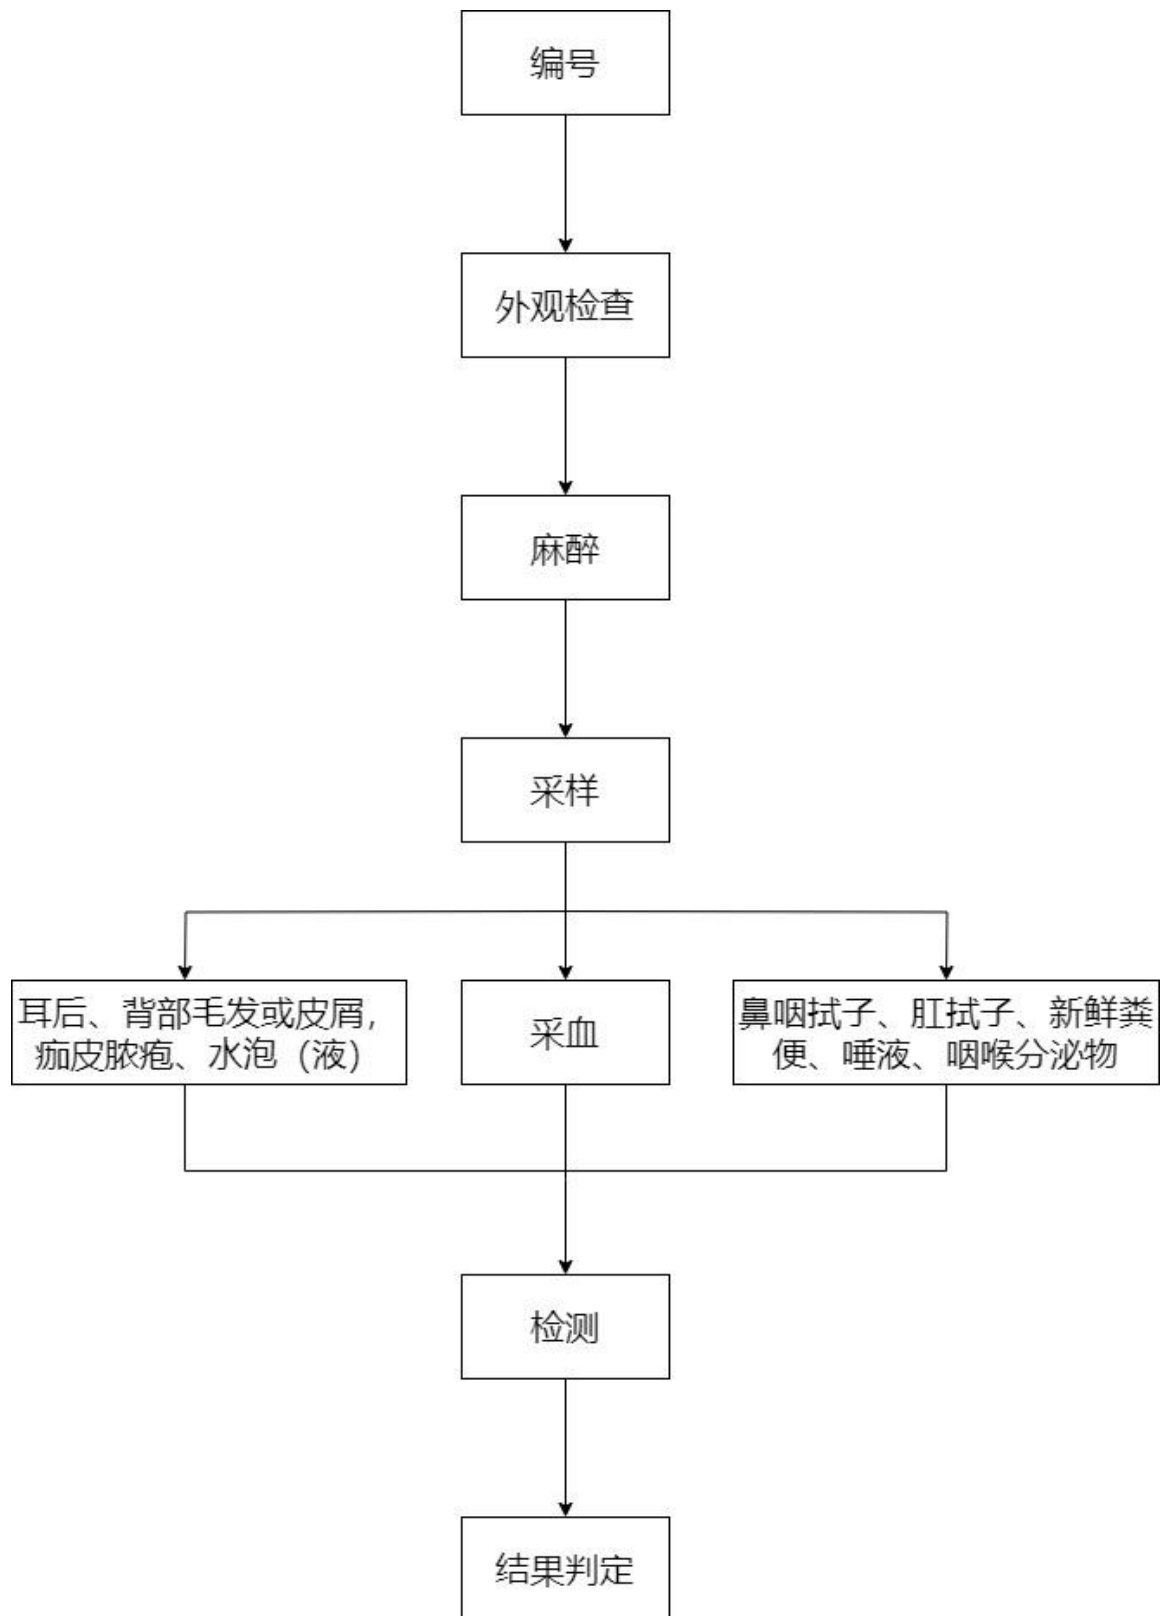 编号
外观检查
麻醉
采样
耳后、背部毛发或皮屑,
痂皮脓疱、水泡（液）
采血
鼻咽拭子、肛拭子、新鲜粪
便、唾液、咽喉分泌物
检测
结果判定